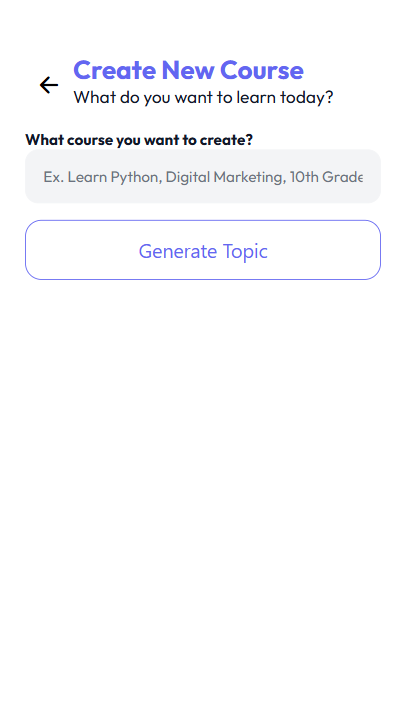 Create New Course
What do you want to learn today?
What course you want to create?
Ex. Learn Python, Digital Marketing, 10th Grade
Generate Topic